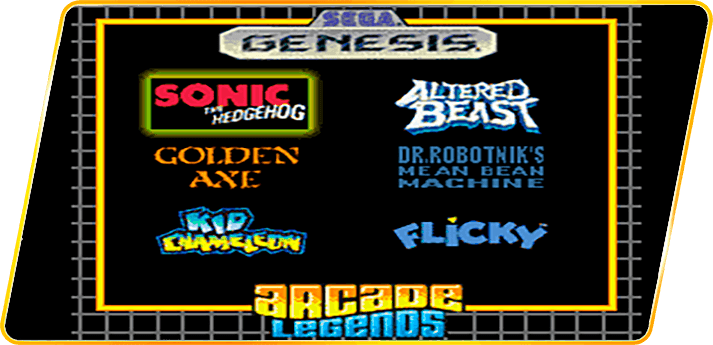 SEGA
GENESIS
SONIC
THE
HEDGEHOG
ALTERED
BEAST
GOLDEN
AXE
DR. ROBOTNIK'S
MEAN BEAN
MACHINE
KID
CHAMELEON
FLICKY
ARCADE
LEGENDS